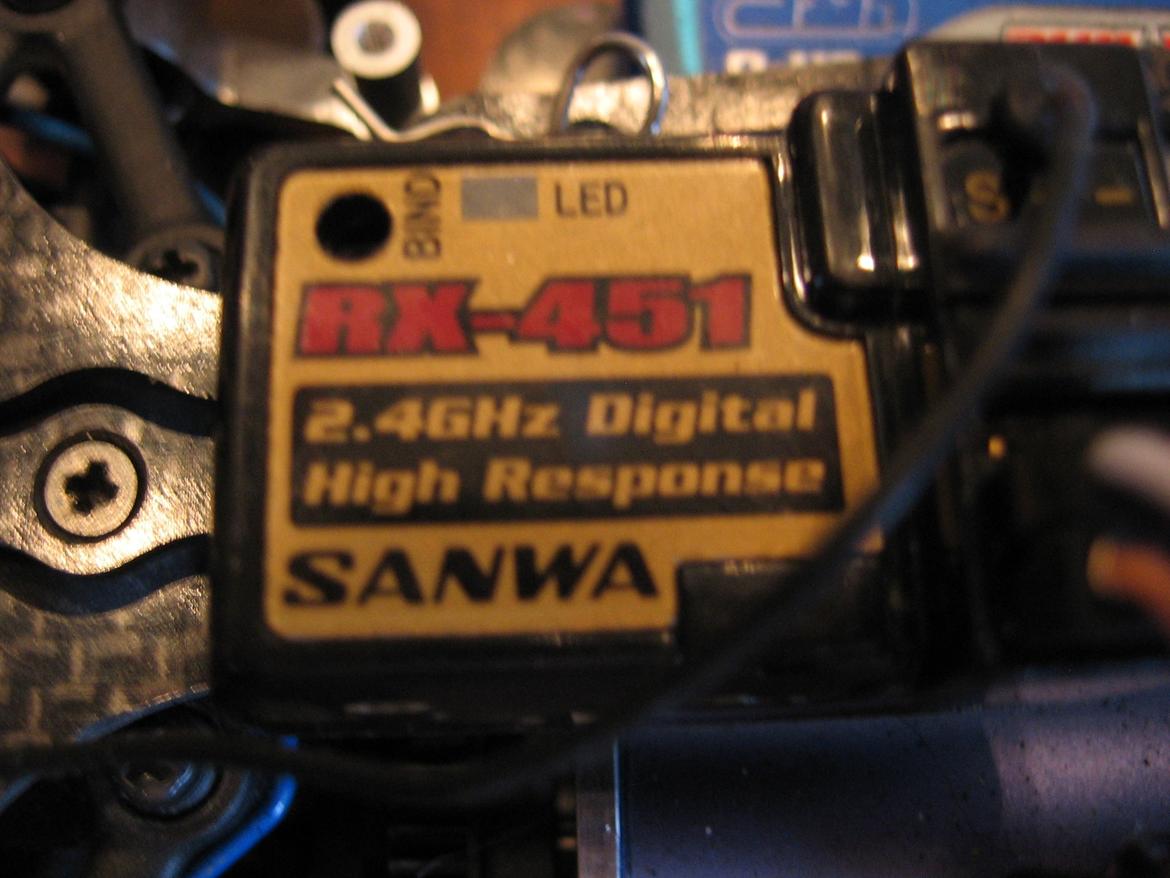 BIND
LED
RX-451
2.4GHz Digital
High Response
SANWA
S
-